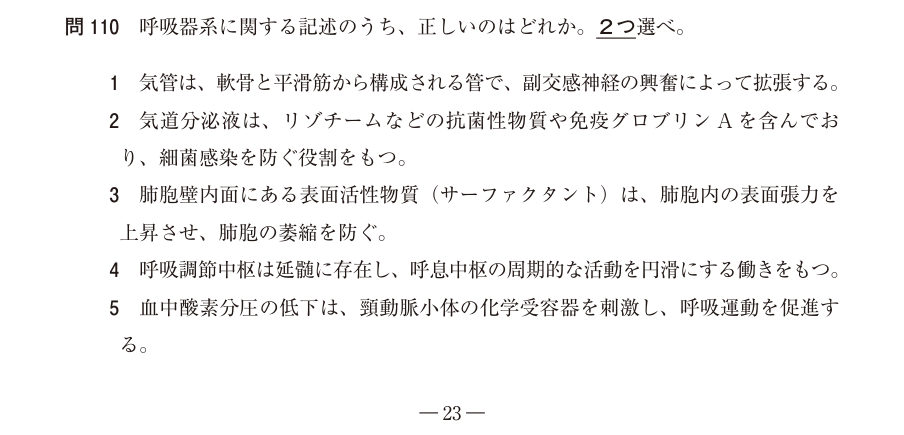 問110 呼吸器系に関する記述のうち、正しいのはどれか。2つ選べ。
1 気管は、軟骨と平滑筋から構成される管で、副交感神経の興奮によって拡張する。
2 気道分泌液は、リゾチームなどの抗菌性物質や免疫グロブリンAを含んでお
り、細菌感染を防ぐ役割をもつ。
3 肺胞壁内面にある表面活性物質（サーファクタント）は、肺胞内の表面張力を
上昇させ、肺胞の萎縮を防ぐ。
4 呼吸調節中枢は延髄に存在し、呼息中枢の周期的な活動を円滑にする働きをもつ。
5 血中酸素分圧の低下は、頸動脈小体の化学受容器を刺激し、呼吸運動を促進す
る。
― 23 ―